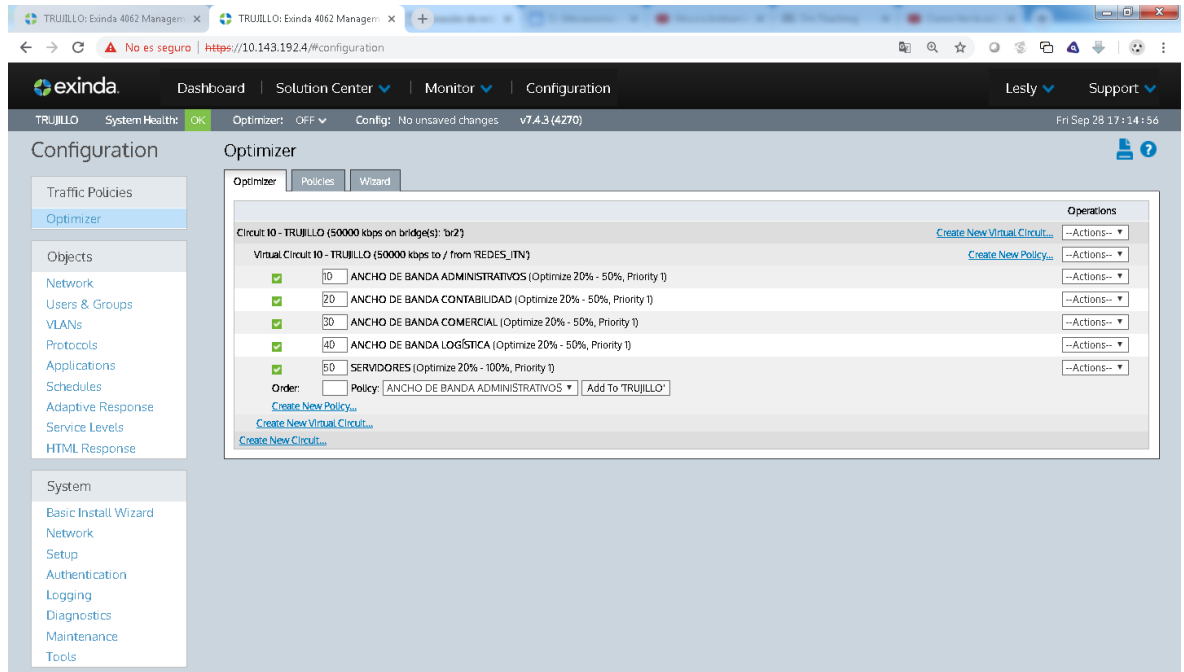 TRUJILLO: Exinda 4062 Managem TRUJILLO: Exinda 4062 Managem
No es seguro https://10.143.192.4/#configuration
exinda. Dashboard Solution Center Monitor Configuration Lesly Support
TRUJILLO System Health: OK Optimizer: OFF Config: No unsaved changes v7.4.3 (4270) Fri Sep 28 17:14:56
Configuration
Traffic Policies
Optimizer
Objects
Network
Users & Groups
VLANs
Protocols
Applications
Schedules
Adaptive Response
Service Levels
HTML Response
System
Basic Install Wizard
Network
Setup
Authentication
Logging
Diagnostics
Maintenance
Tools
Optimizer
Optimizer Policies Wizard
Operations
Circuit 10 - TRUJILLO (50000 kbps on bridge(s): 'br2') Create New Virtual Circuit... --Actions--
Virtual Circuit 10 - TRUJILLO (50000 kbps to / from 'REDES_ITN') Create New Policy... --Actions--
10 ANCHO DE BANDA ADMINISTRATIVOS (Optimize 20% - 50%, Priority 1) --Actions--
20 ANCHO DE BANDA CONTABILIDAD (Optimize 20% - 50%, Priority 1) --Actions--
30 ANCHO DE BANDA COMERCIAL (Optimize 20% - 50%, Priority 1) --Actions--
40 ANCHO DE BANDA LOGÍSTICA (Optimize 20% - 50%, Priority 1) --Actions--
50 SERVIDORES (Optimize 20% - 100%, Priority 1) --Actions--
Order: Policy: ANCHO DE BANDA ADMINISTRATIVOS Add To 'TRUJILLO'
Create New Policy...
Create New Virtual Circuit...
Create New Circuit...